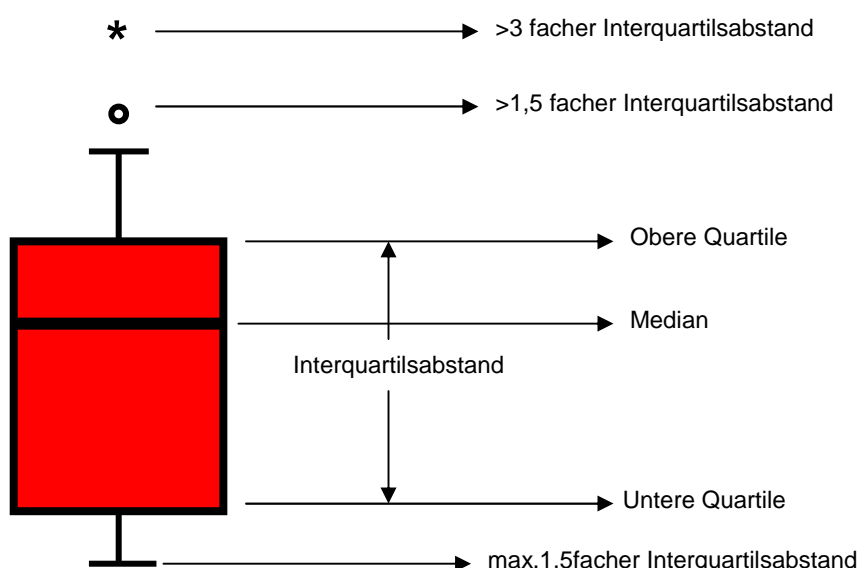 * >3 facher Interquartilsabstand
>1,5 facher Interquartilsabstand
Obere Quartile
Median
Interquartilsabstand
Untere Quartile
max.1,5facher Interquartilsabstand